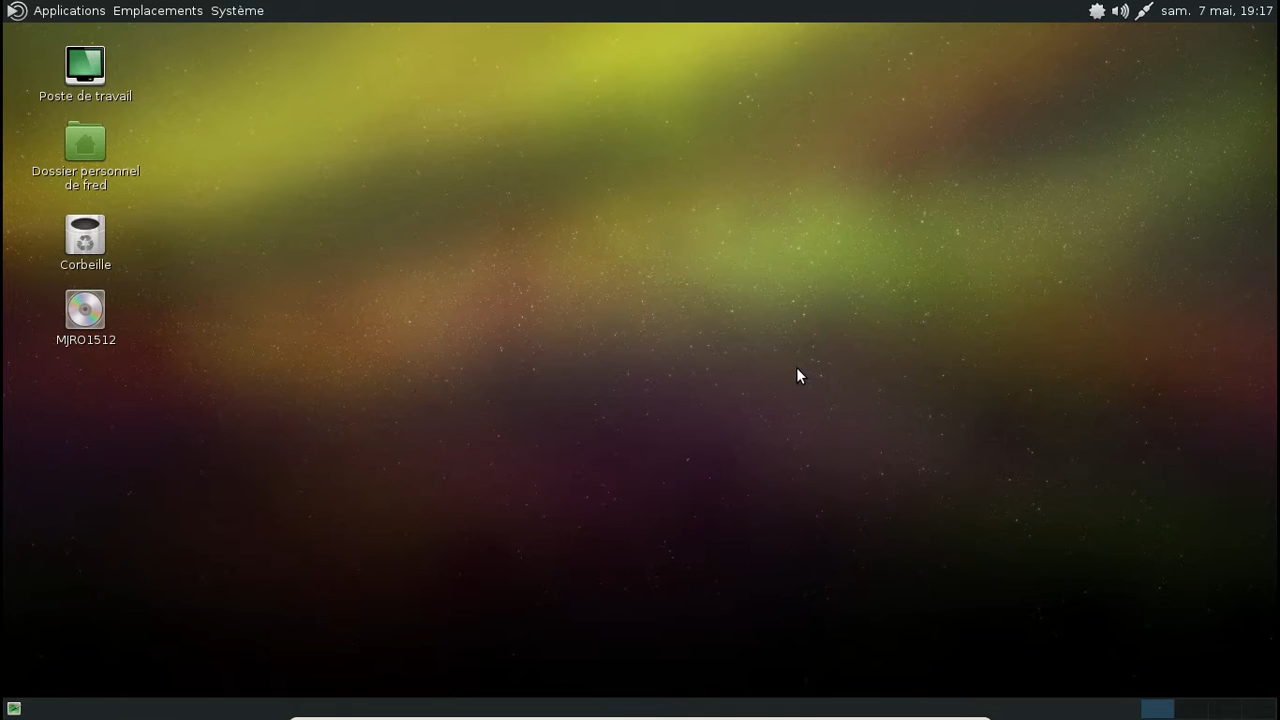 Applications Emplacements Système
sam. 7 mai, 19:17
Poste de travail
Dossier personnel
de fred
Corbeille
MJRO1512